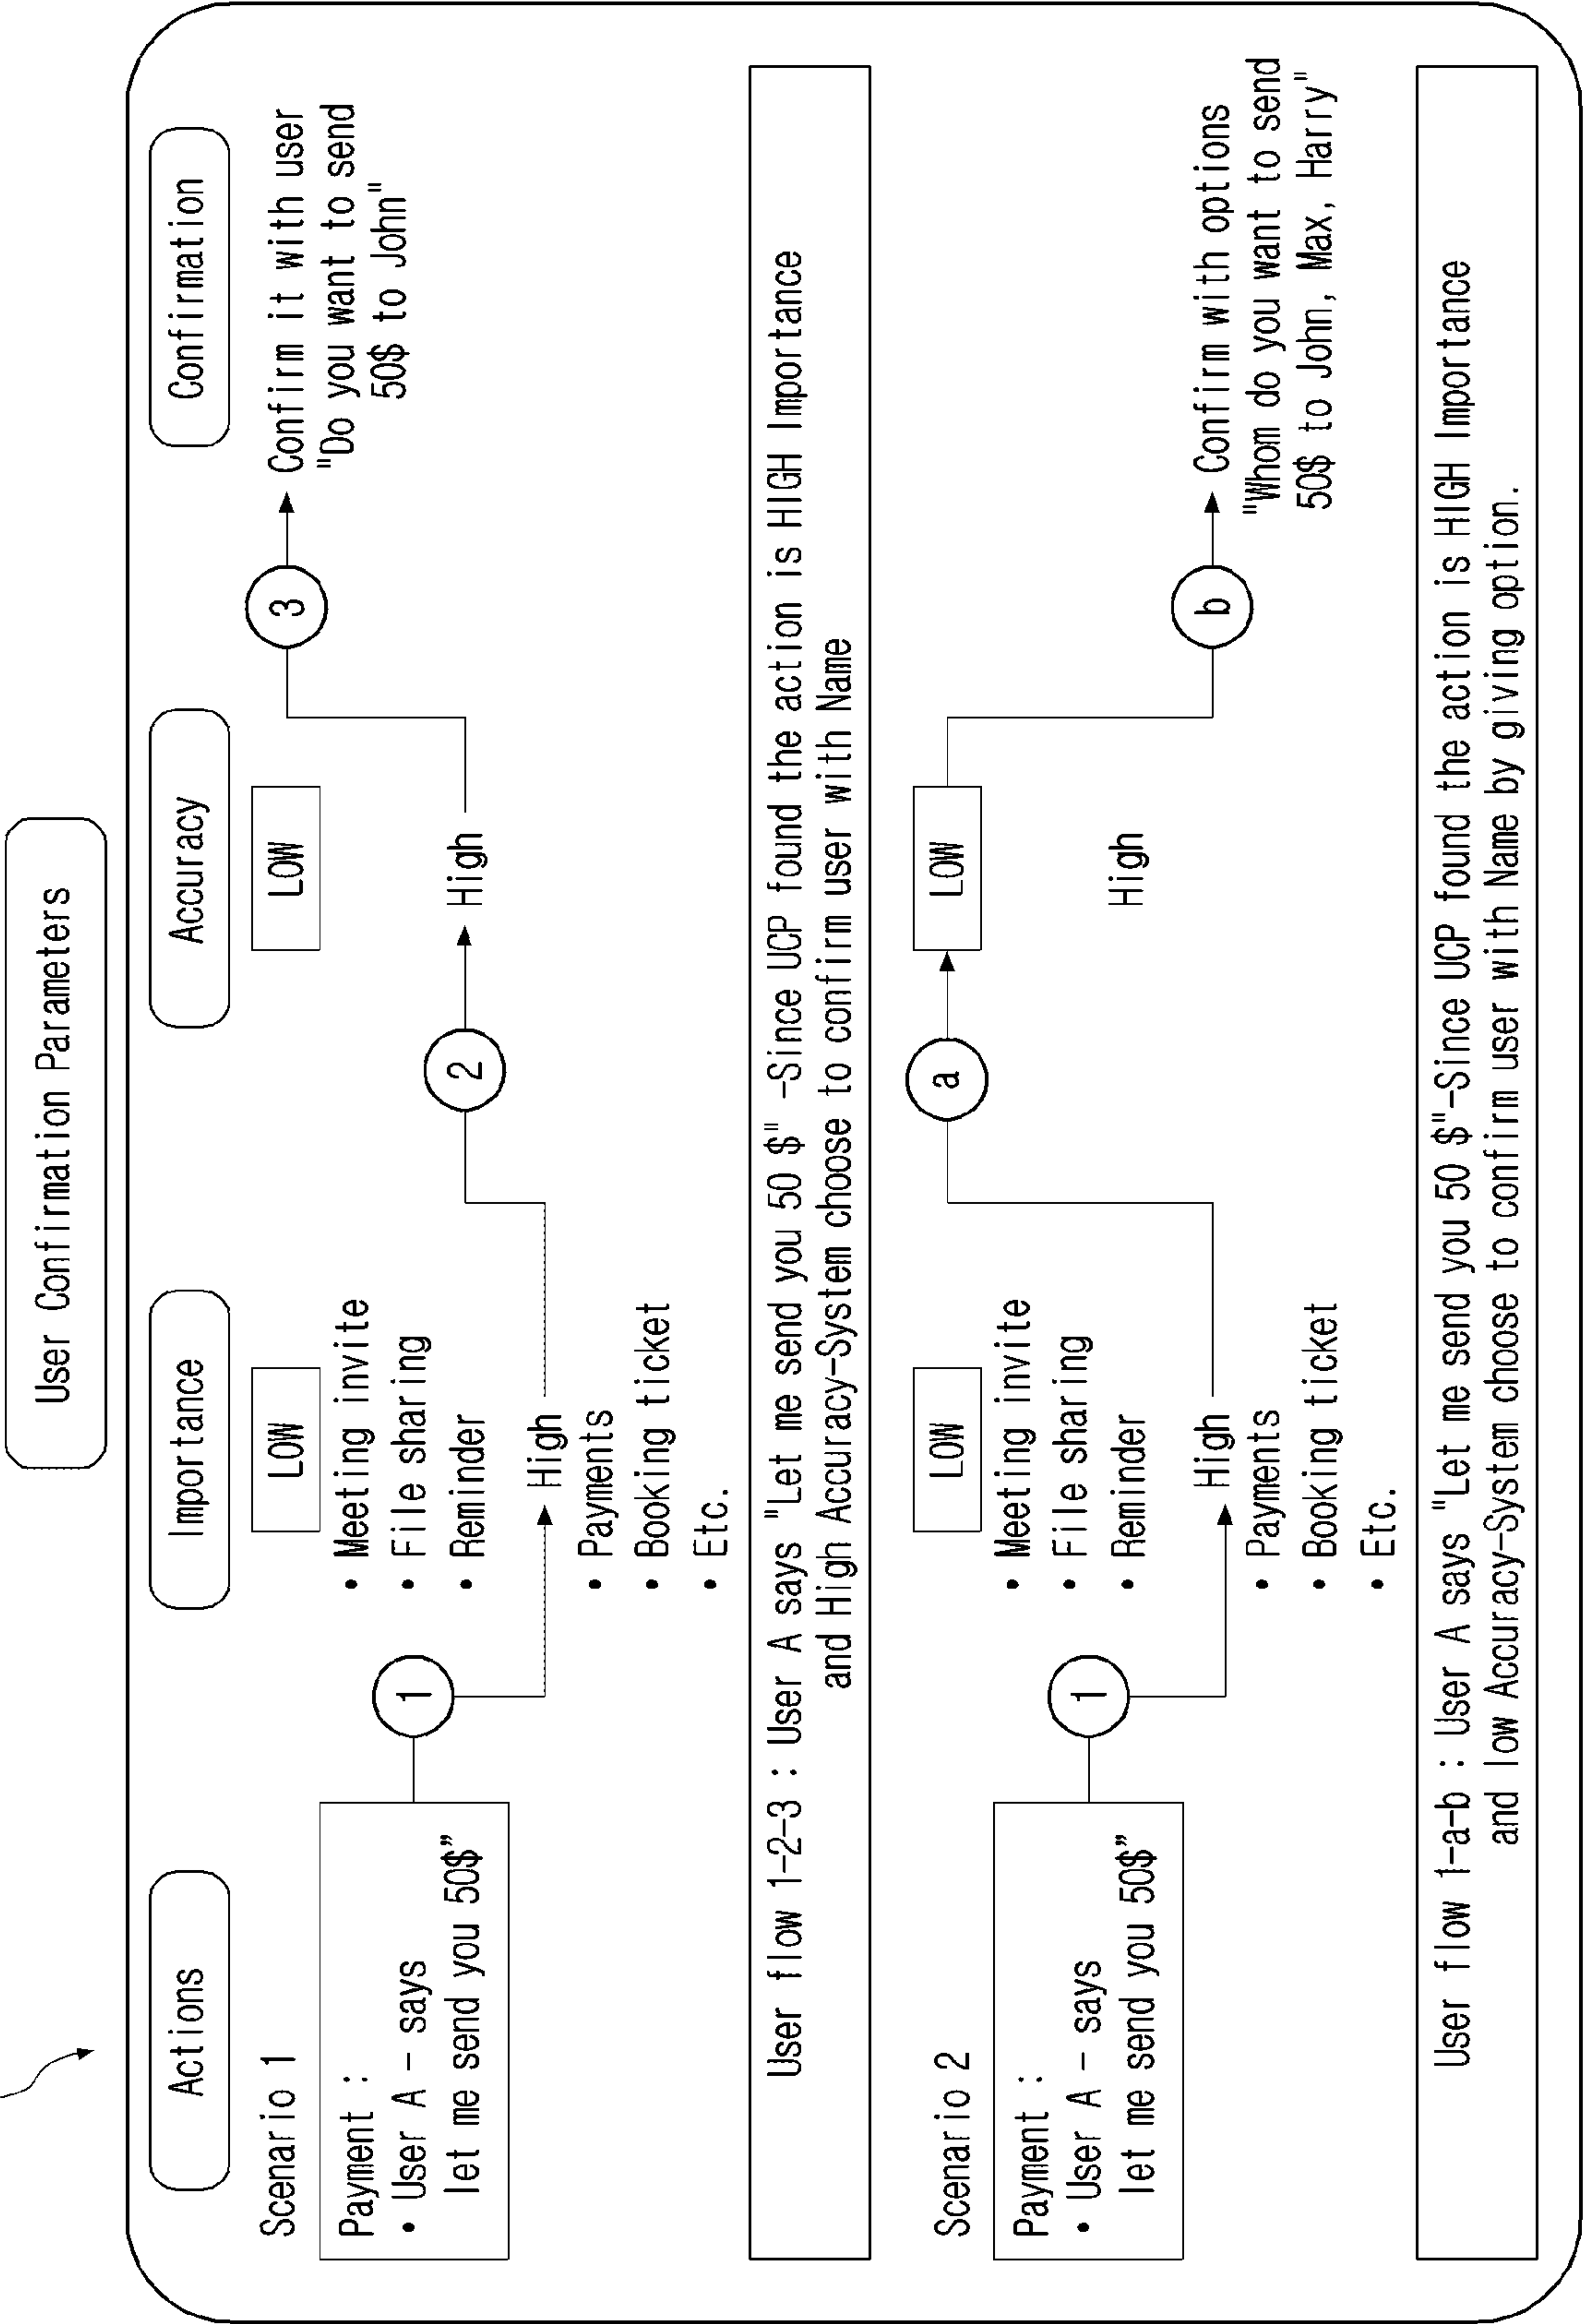 User Confirmation Parameters
Actions
Importance
Accuracy
Confirmation
Scenario 1
Payment :
• User A - says
let me send you 50$”
1
LOW
• Meeting invite
• File sharing
• Reminder
High
• Payments
• Booking ticket
• Etc.
2
LOW
High
3
Confirm it with user
"Do you want to send
50$ to John"
User flow 1-2-3 : User A says "Let me send you 50 $" -Since UCP found the action is HIGH Importance
and High Accuracy-System choose to confirm user with Name
Scenario 2
Payment :
• User A - says
let me send you 50$”
1
LOW
• Meeting invite
• File sharing
• Reminder
High
• Payments
• Booking ticket
• Etc.
a
LOW
High
b
Confirm with options
"Whom do you want to send
50$ to John, Max, Harry"
User flow 1-a-b : User A says "Let me send you 50 $"-Since UCP found the action is HIGH Importance
and low Accuracy-System choose to confirm user with Name by giving option.